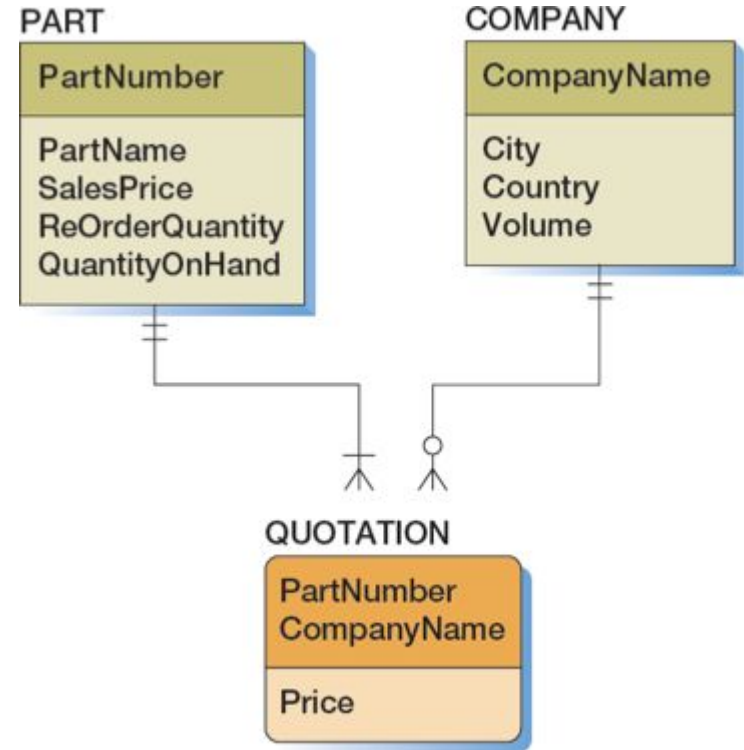 PART
PartNumber
PartName
SalesPrice
ReOrderQuantity
QuantityOnHand
COMPANY
CompanyName
City
Country
Volume
QUOTATION
PartNumber
CompanyName
Price